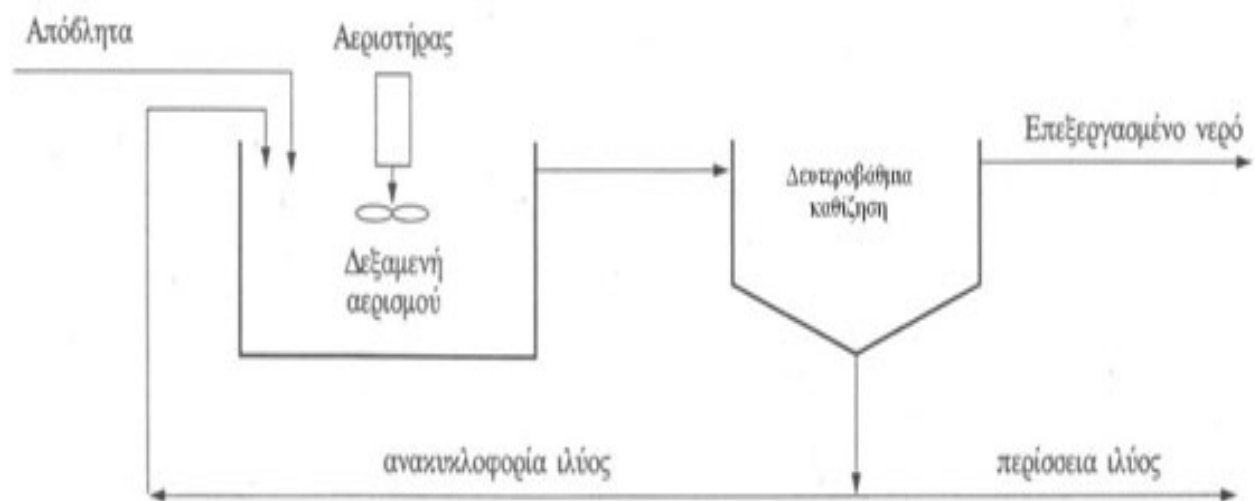 Απόβλητα
Αεριστήρας
Επεξεργασμένο νερό
Δευτεροβάθμια
καθίζηση
Δεξαμενή
αερισμού
ανακυκλοφορία ιλύος
περίσσεια ιλύος